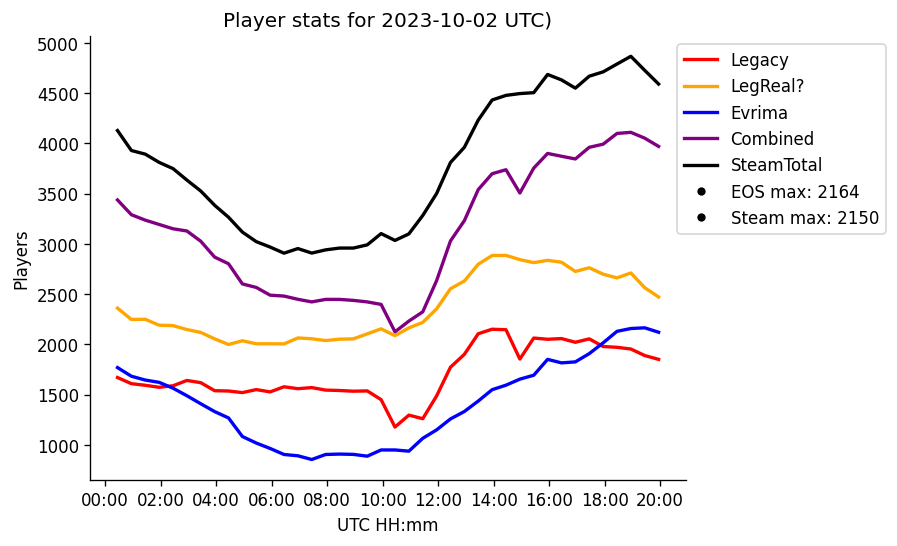 Player stats for 2023-10-02 UTC)
Players
5000
4500
4000
3500
3000
2500
2000
1500
1000
00:00 02:00 04:00 06:00 08:00 10:00 12:00 14:00 16:00 18:00 20:00
UTC HH:mm
Legacy
LegReal?
Evrima
Combined
SteamTotal
EOS max: 2164
Steam max: 2150